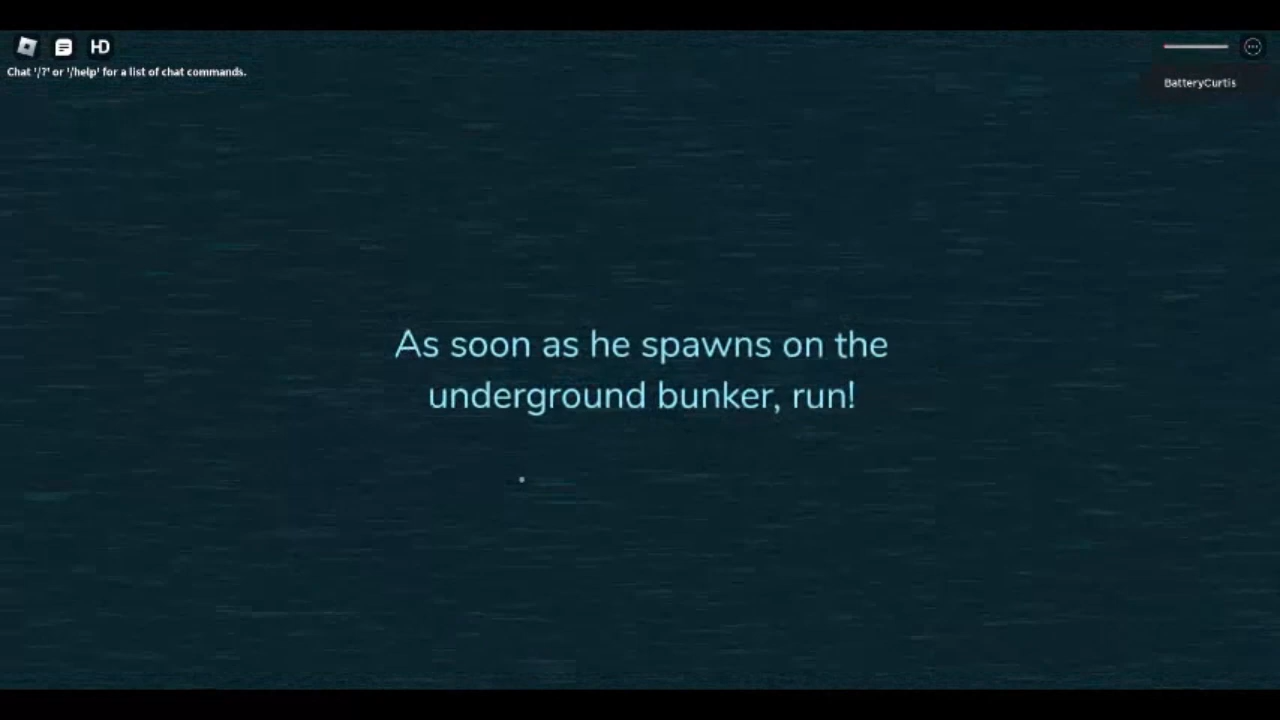 HD
Chat '/?' or '/help' for a list of chat commands.
BatteryCurtis
As soon as he spawns on the
underground bunker, run!